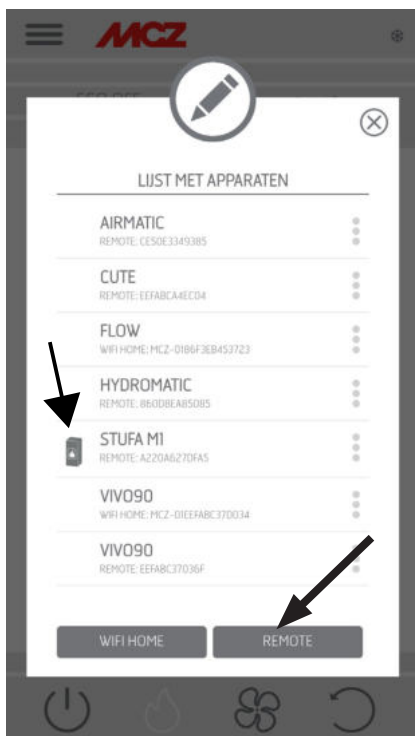 MCZ
LIJST MET APPARATEN
AIRMATIC
REMOTE: CE50E3349385
CUTE
REMOTE: EEFABCA4EC04
FLOW
WIFI HOME: MCZ-0186F3EB453723
HYDROMATIC
REMOTE: 860D8EA85085
STUFA M1
REMOTE: A220A6270FA5
VIVO90
WIFI HOME: MCZ-01EEFABC370034
VIVO90
REMOTE: EEFABC37036F
WIFI HOME
REMOTE